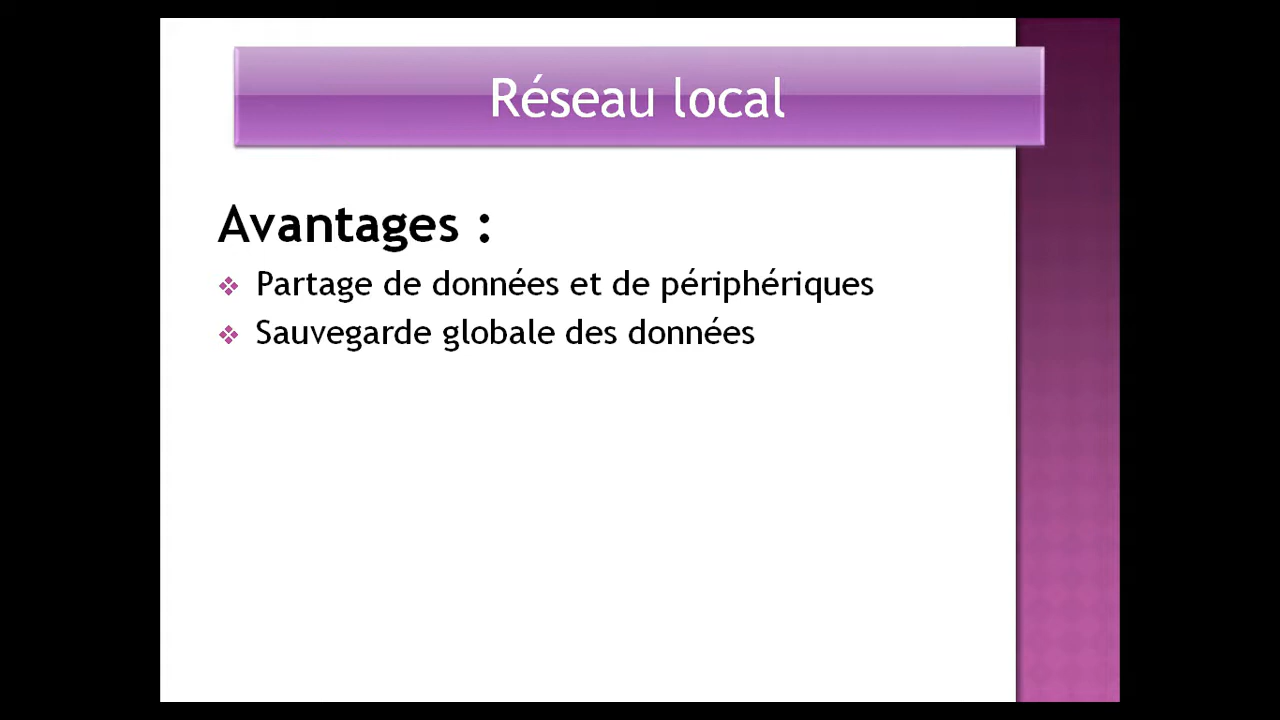 Réseau local
Avantages :
Partage de données et de périphériques
Sauvegarde globale des données